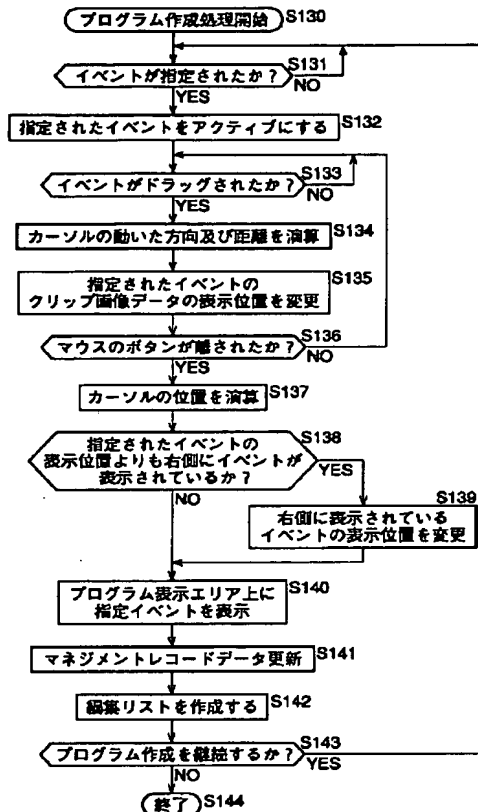 プログラム作成処理開始 S130
イベントが指定されたか? S131
NO
YES
指定されたイベントをアクティブにする S132
イベントがドラッグされたか? S133
NO
YES
カーソルの動いた方向及び距離を演算 S134
指定されたイベントの
クリップ画像データの表示位置を変更 S135
マウスのボタンが離されたか? S136
NO
YES
カーソルの位置を演算 S137
指定されたイベントの
表示位置よりも右側にイベントが
表示されているか? S138
YES
NO
右側に表示されている
イベントの表示位置を変更 S139
プログラム表示エリア上に
指定イベントを表示 S140
マネジメントレコードデータ更新 S141
編集リストを作成する S142
プログラム作成を継続するか? S143
YES
NO
終了 S144